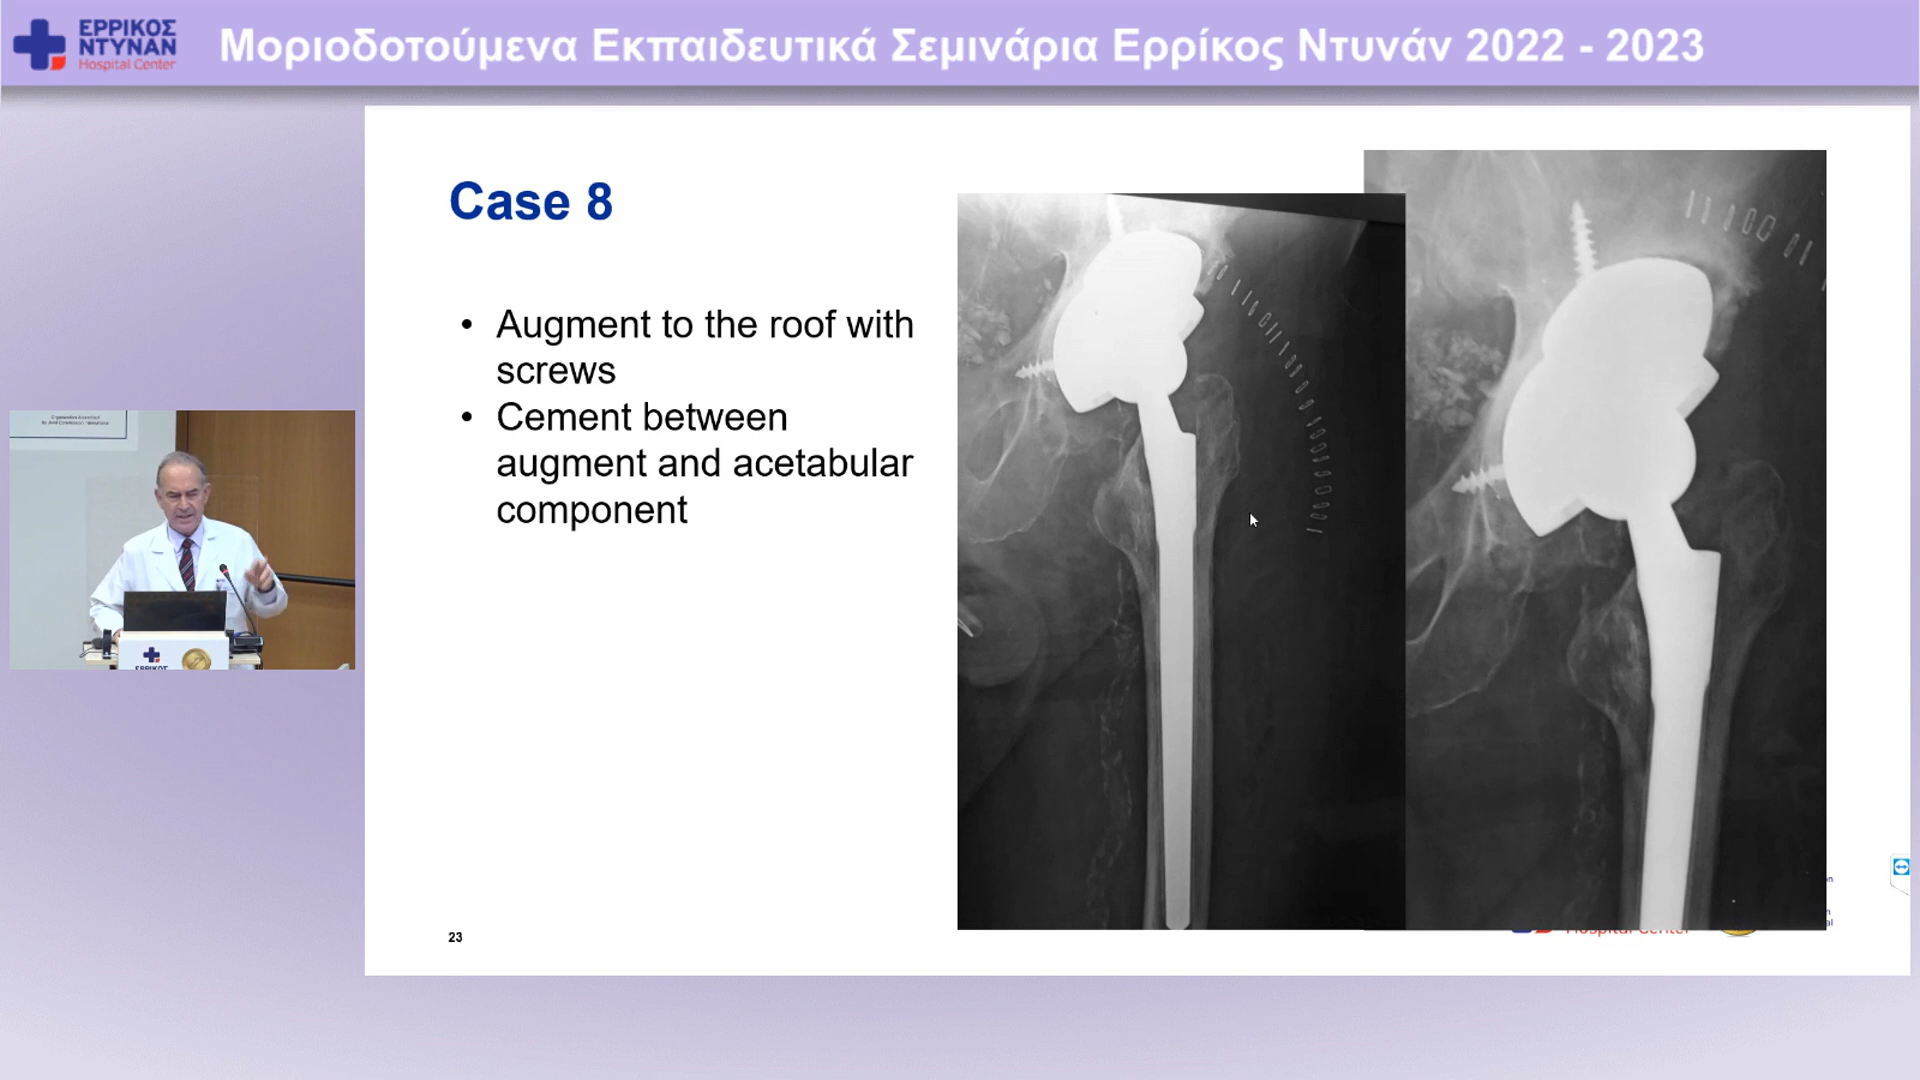 ΕΡΡΙΚΟΣ
ΝΤΥΝΑΝ
Hospital Center
Μοριοδοτούμενα Εκπαιδευτικά Σεμινάρια Ερρίκος Ντυνάν 2022 - 2023
Case 8
• Augment to the roof with
screws
• Cement between
augment and acetabular
component
23
Hospital Center
ΕΡΡΙΚΟΣ